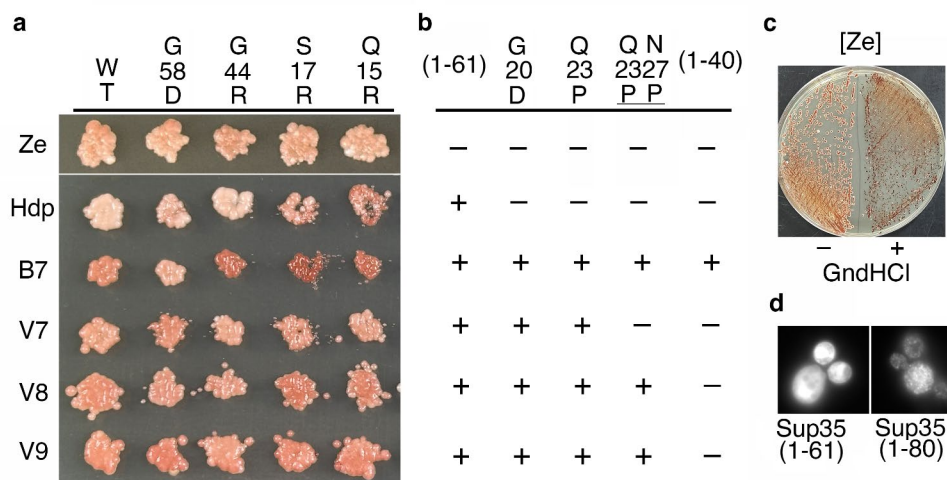 a
W G G S Q
T 58 44 17 15
D R R R
Ze
Hdp
B7
V7
V8
V9
b
(1-61) G Q Q N (1-40)
20 23 23 27
D P P P
− − − − −
+ − − − −
+ + + + +
+ + + − −
+ + + + −
+ + + + −
c
[Ze]
− +
GndHCl
d
Sup35 Sup35
(1-61) (1-80)